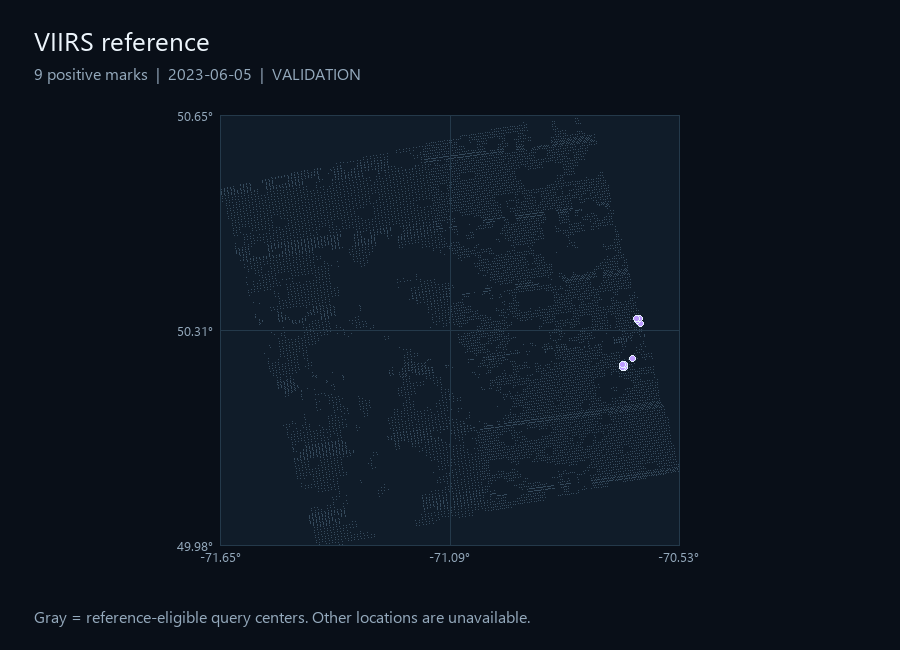 VIIRS reference
9 positive marks | 2023-06-05 | VALIDATION
50.65°
50.31°
49.98°
-71.65°
-71.09°
-70.53°
Gray = reference-eligible query centers. Other locations are unavailable.